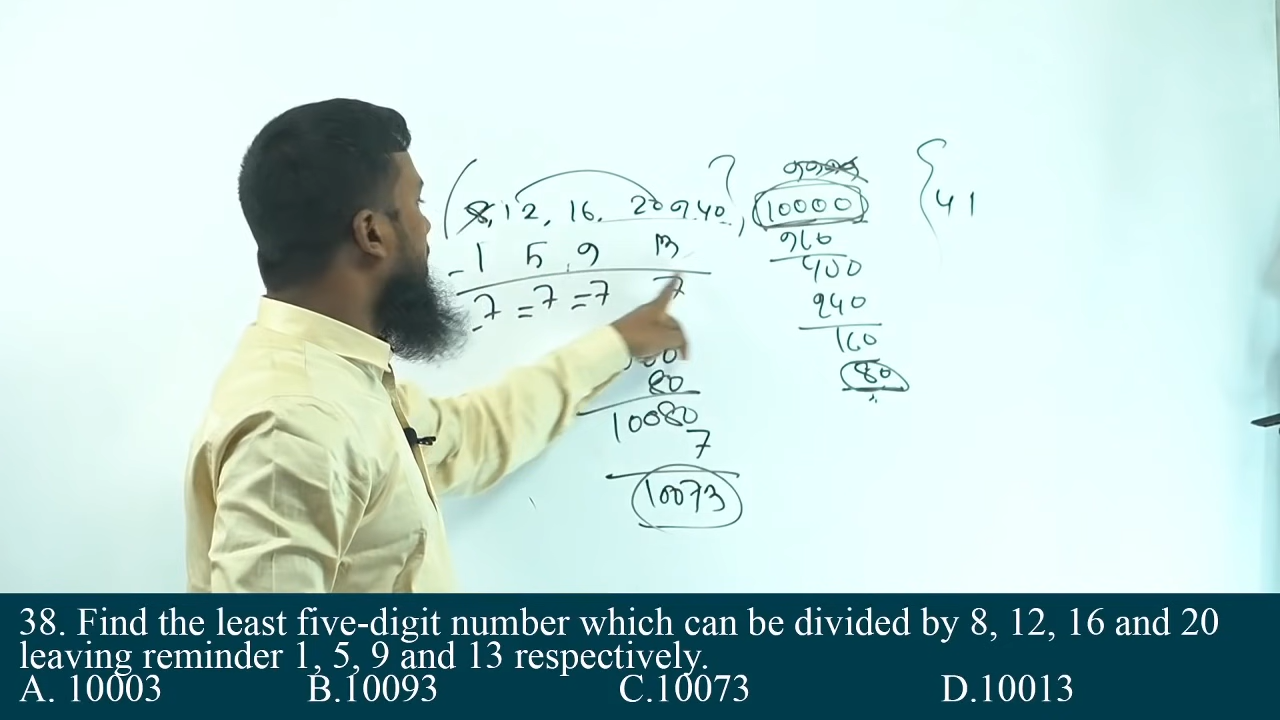 8, 12, 16, 20 9.40, 10000
- 1 5 9 13
- 7 = 7 = 7 7
960
400
240
160
80
80
10080
7
10073
41
38. Find the least five-digit number which can be divided by 8, 12, 16 and 20
leaving reminder 1, 5, 9 and 13 respectively.
A. 10003 B.10093 C.10073 D.10013